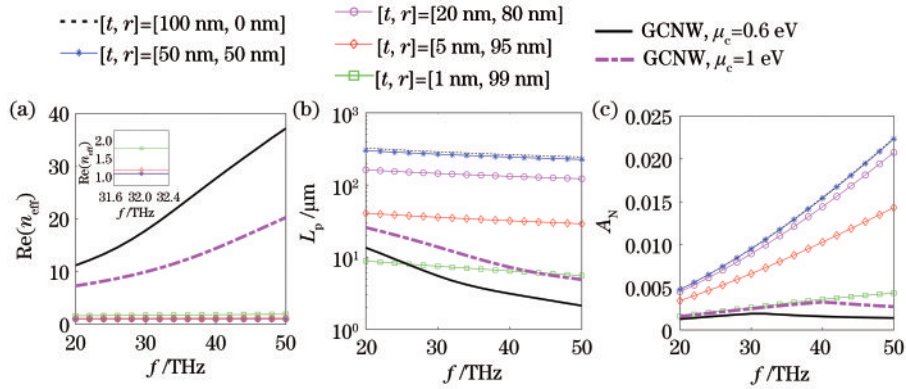 [t, r]=[100 nm, 0 nm]
[t, r]=[50 nm, 50 nm]
[t, r]=[20 nm, 80 nm]
[t, r]=[5 nm, 95 nm]
[t, r]=[1 nm, 99 nm]
GCNW, μc=0.6 eV
GCNW, μc=1 eV
(a)
40
30
20
10
0
Re(neff)
20 30 40 50
f /THz
2.0
1.5
1.0
Re(neff)
31.6 32.0 32.4
f /THz
(b)
10³
10²
10¹
10⁰
Lp /μm
20 30 40 50
f /THz
(c)
0.025
0.020
0.015
0.010
0.005
0
AN
20 30 40 50
f /THz